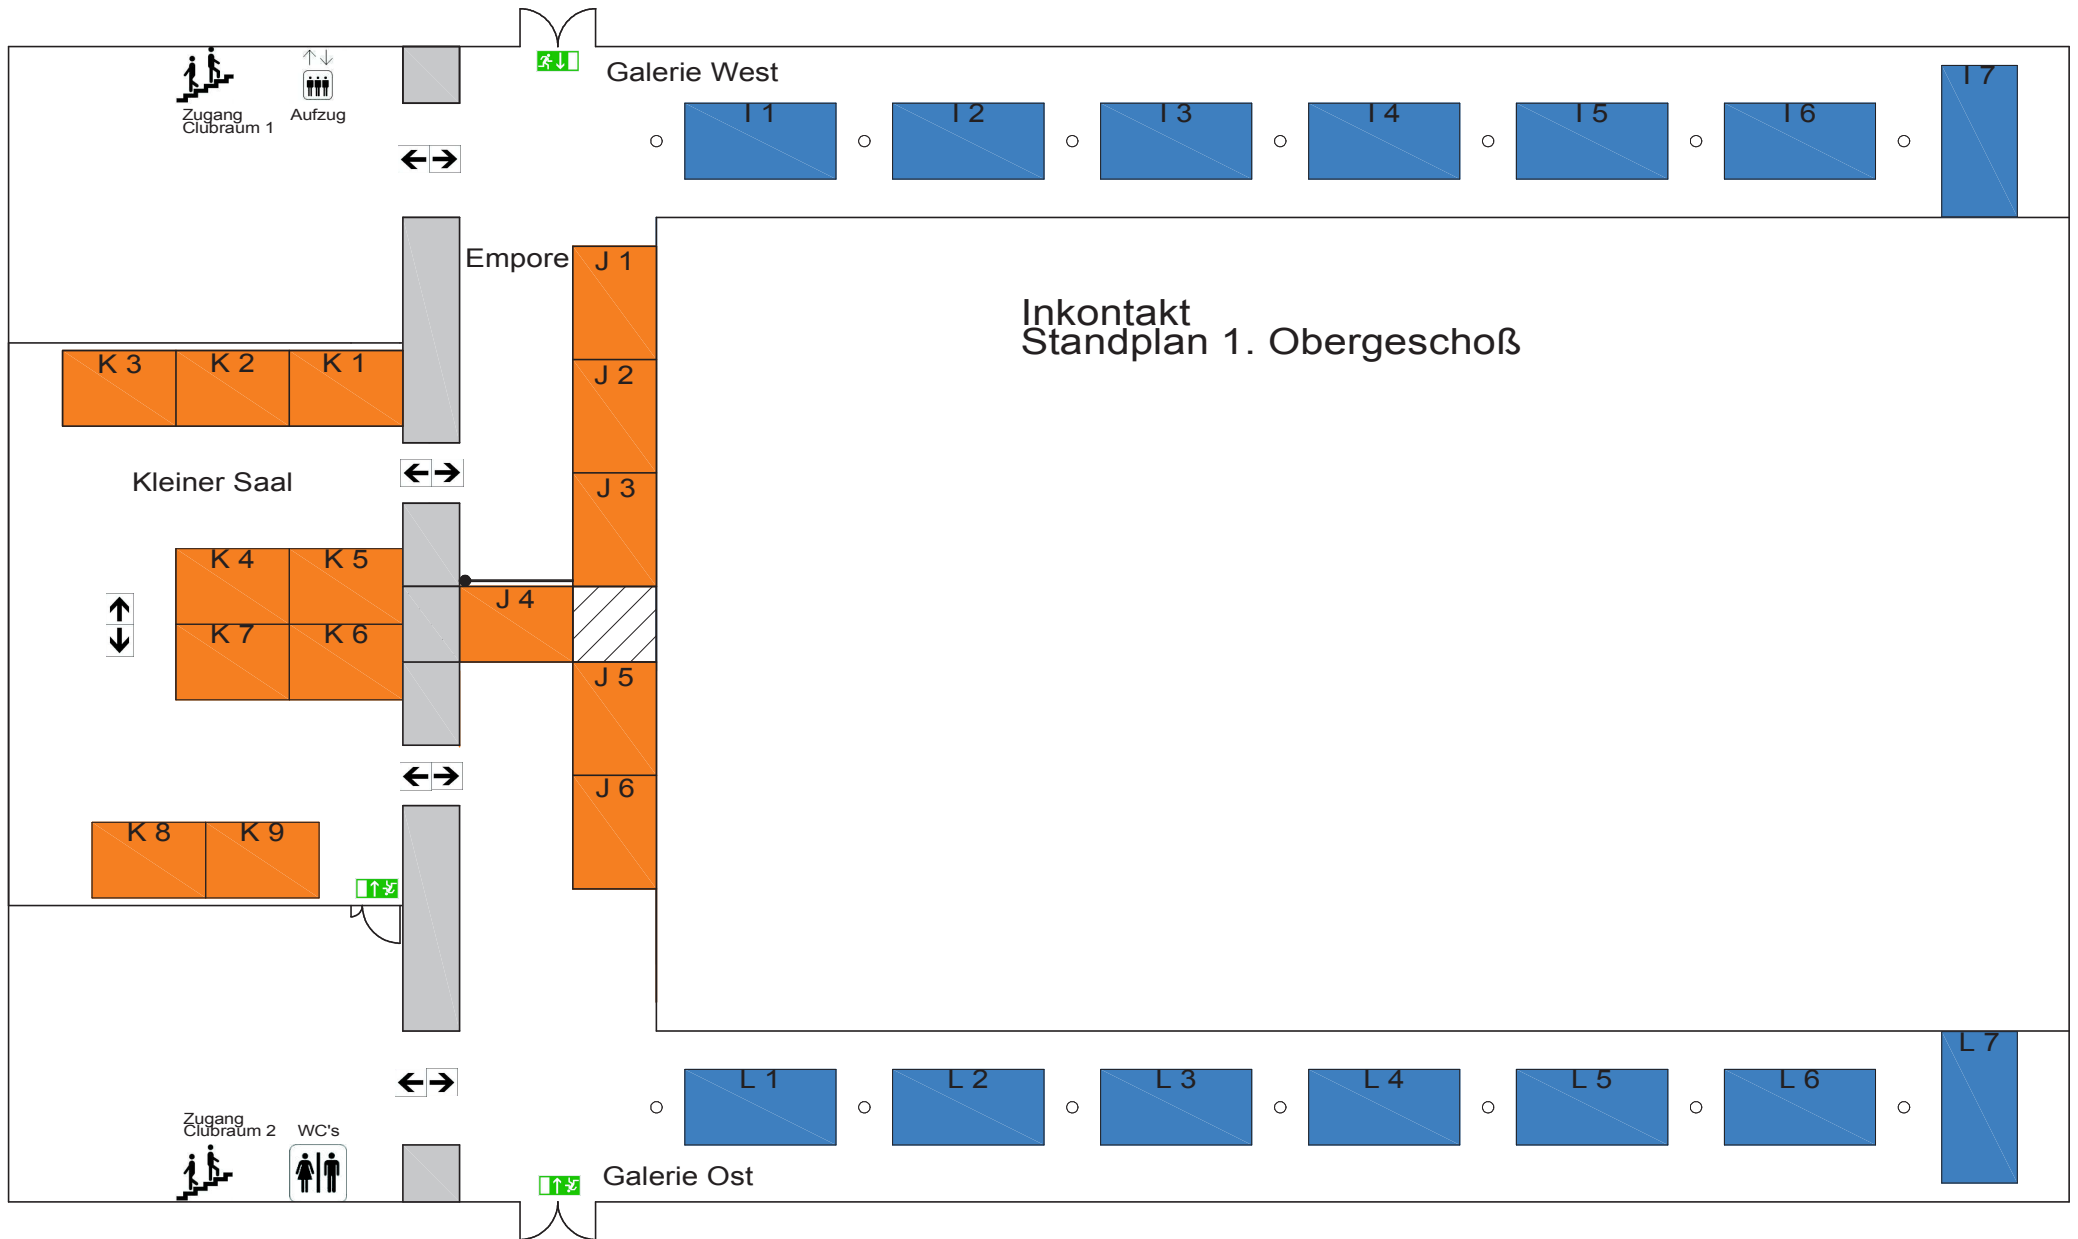 Zugang
Clubraum 1
Aufzug
Galerie West
I 1
I 2
I 3
I 4
I 5
I 6
I 7
Empore
J 1
Inkontakt
Standplan 1. Obergeschoß
K 3
K 2
K 1
J 2
Kleiner Saal
J 3
K 4
K 5
J 4
K 7
K 6
J 5
J 6
K 8
K 9
L 7
L 1
L 2
L 3
L 4
L 5
L 6
Zugang
Clubraum 2
WC's
Galerie Ost